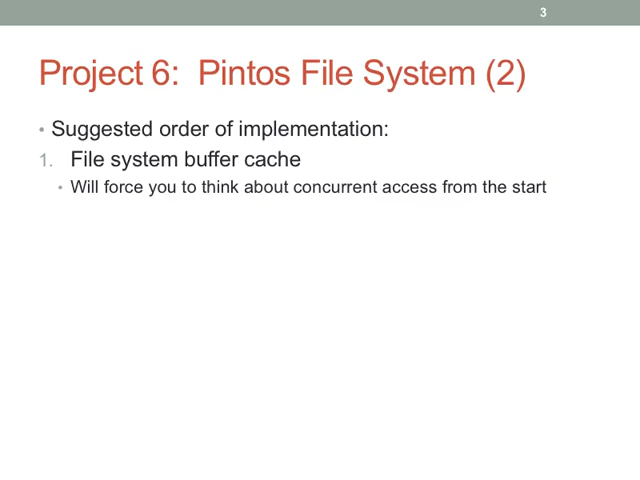 3
Project 6:  Pintos File System (2)
• Suggested order of implementation:
1. File system buffer cache
• Will force you to think about concurrent access from the start